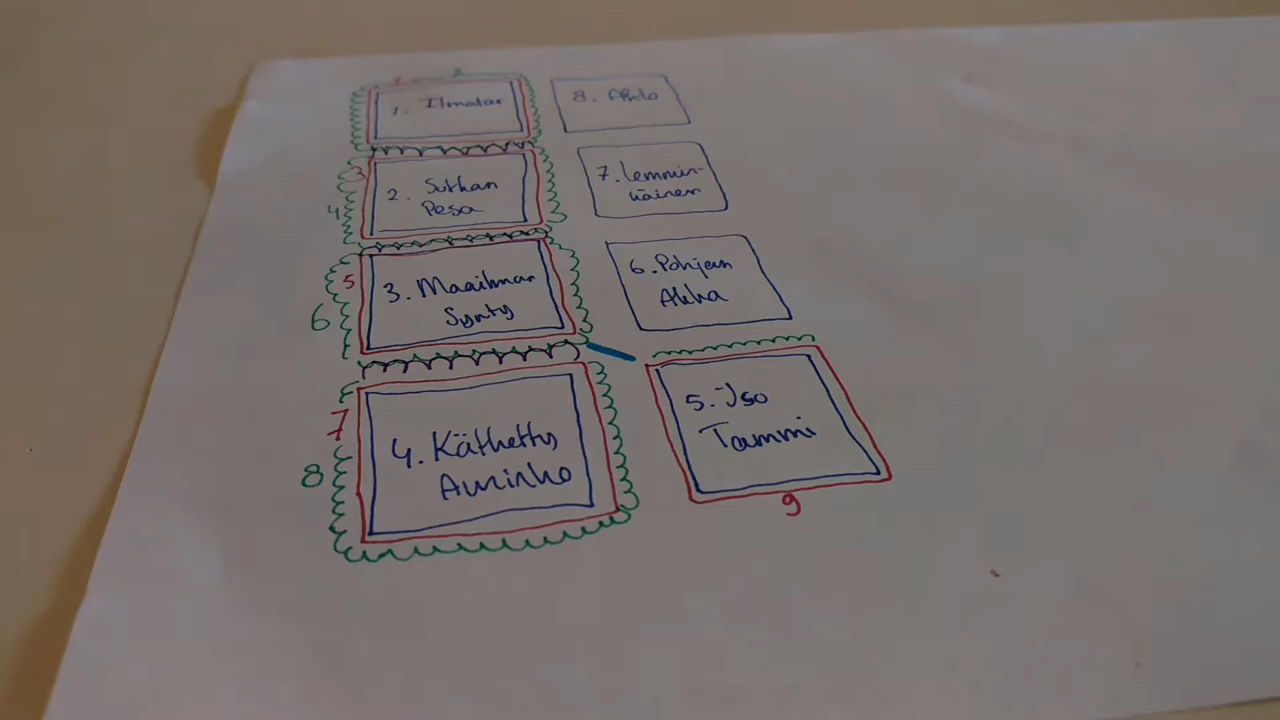 1. Ilmatar
8. Ahto
3
2. Sotkan
Pesa
4
7. Lemmin-
käinen
5
3. Maailman
Synty
6
6. Pohjan
Akka
7
4. Käthetty
Aurinko
8
5. Iso
Tammi
9